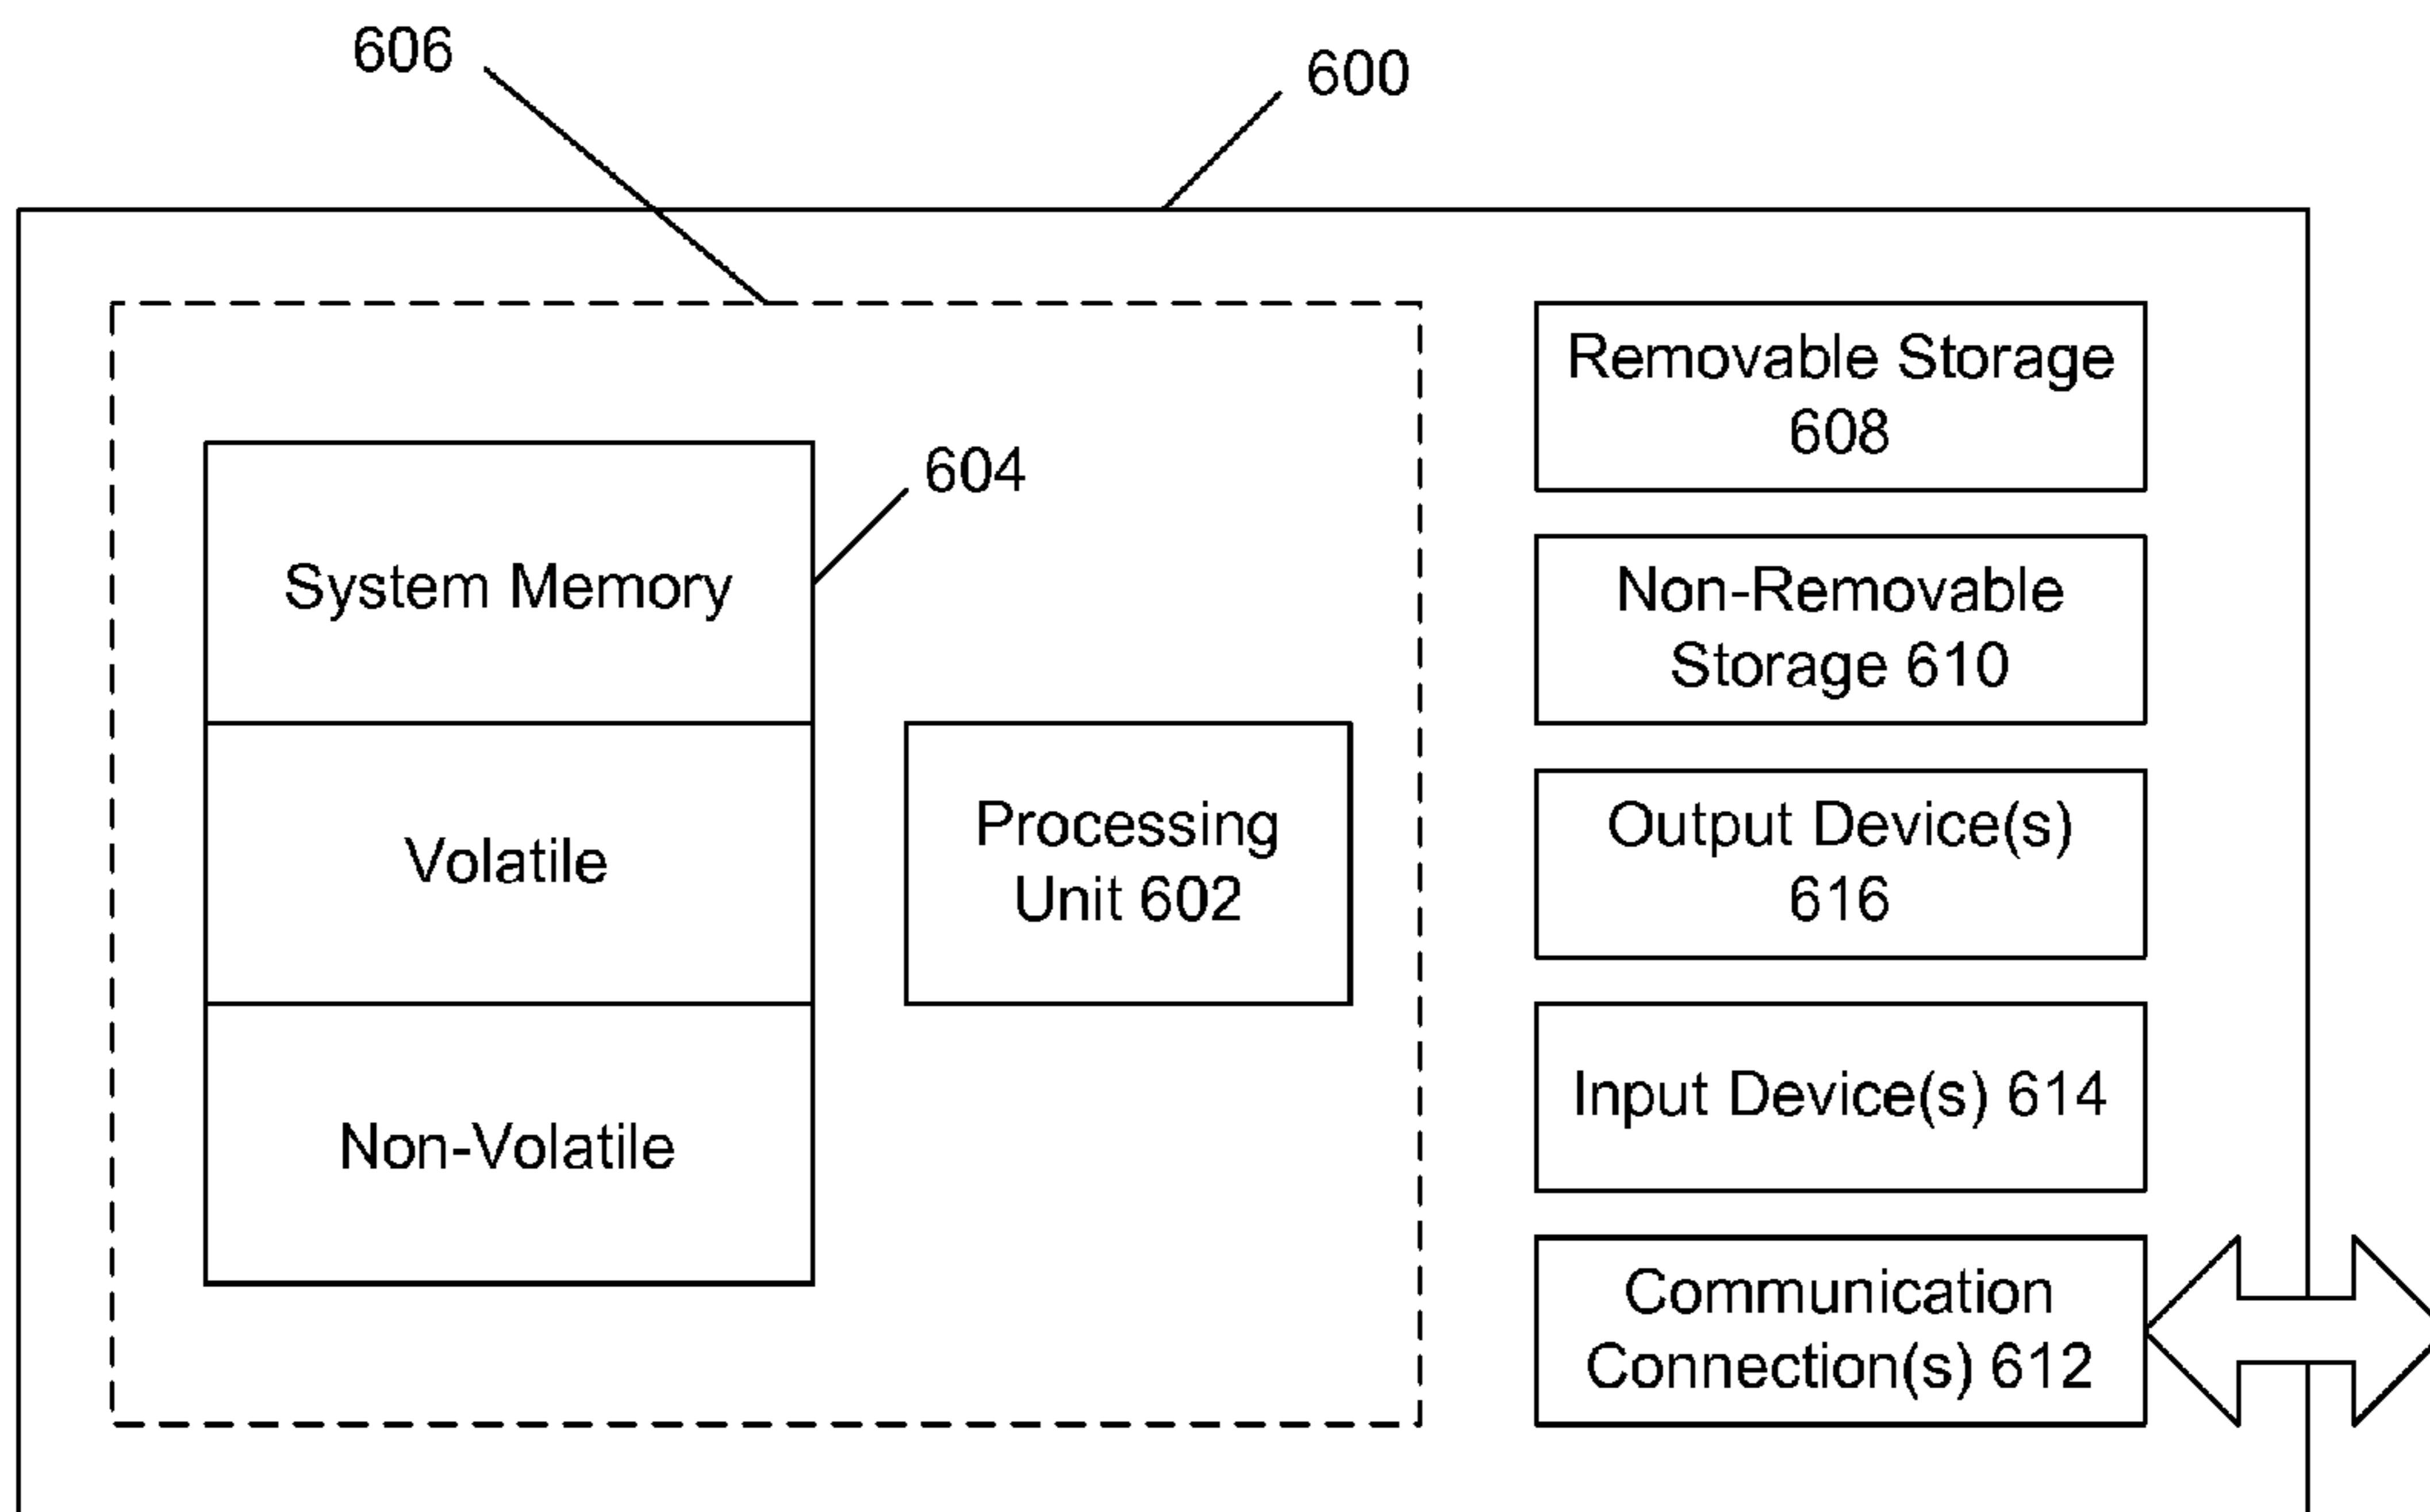 606
600
604
System Memory
Volatile
Non-Volatile
Processing
Unit 602
Removable Storage
608
Non-Removable
Storage 610
Output Device(s)
616
Input Device(s) 614
Communication
Connection(s) 612